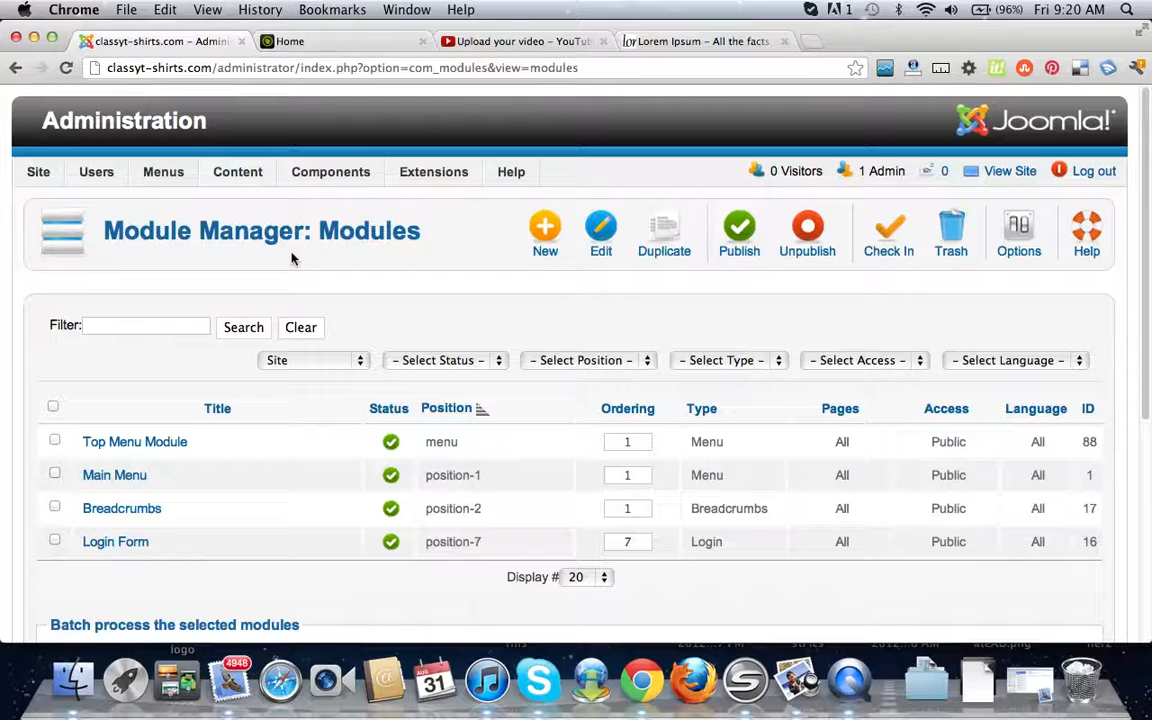 Chrome File Edit View History Bookmarks Window Help 1 (96%) Fri 9:20 AM
classyt-shirts.com – Admini Home Upload your video – YouTu Lorem Ipsum – All the facts
classyt-shirts.com/administrator/index.php?option=com_modules&view=modules
Administration Joomla!
Site Users Menus Content Components Extensions Help 0 Visitors 1 Admin 0 View Site Log out
Module Manager: Modules New Edit Duplicate Publish Unpublish Check In Trash Options Help
Filter: Search Clear
Site - Select Status - - Select Position - - Select Type - - Select Access - - Select Language -
Title Status Position Ordering Type Pages Access Language ID
Top Menu Module menu 1 Menu All Public All 88
Main Menu position-1 1 Menu All Public All 1
Breadcrumbs position-2 1 Breadcrumbs All Public All 17
Login Form position-7 7 Login All Public All 16
Display # 20
Batch process the selected modules
logo
4948
AUG
31